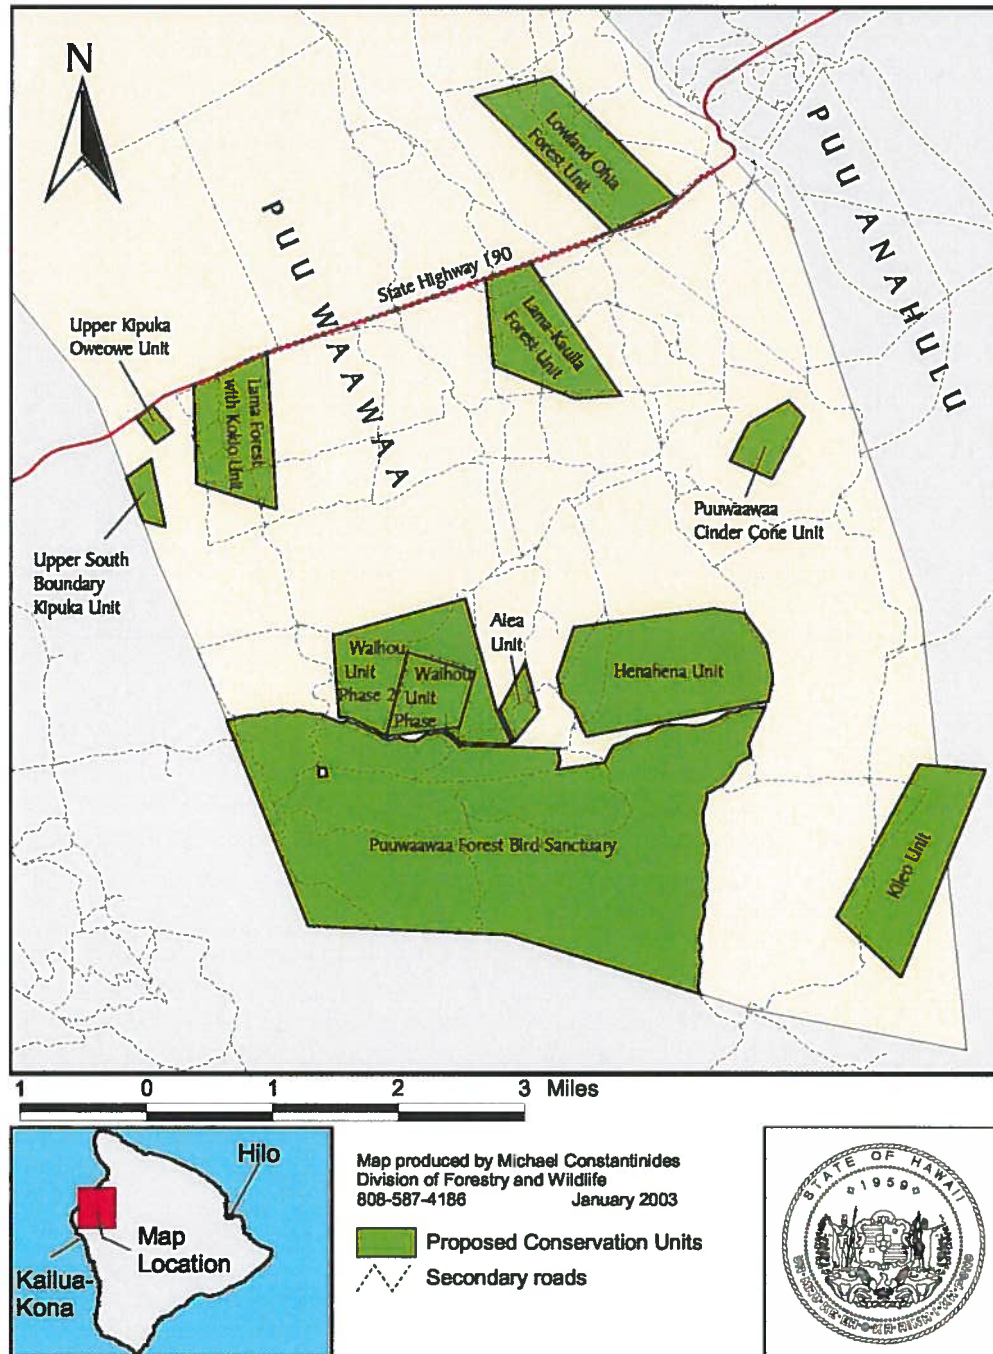 N
PUU WAAWAA
PUU ANAHULU
Lowland Ohia
Forest Unit
State Highway 190
Lama-Kauila
Forest Unit
Upper Kipuka
Oweowe Unit
Lama Forest
with Kokio Unit
Upper South
Boundary
Kipuka Unit
Puuwaawaa
Cinder Cone Unit
Aiea
Unit
Waihou
Unit
Phase 2
Waihou
Unit
Phase
Henahena Unit
Puuwaawaa Forest Bird Sanctuary
Kileo Unit
1 0 1 2 3 Miles
Hilo
Map
Location
Kailua-
Kona
Map produced by Michael Constantinides
Division of Forestry and Wildlife
808-587-4186 January 2003
Proposed Conservation Units
Secondary roads
STATE OF HAWAII
1959